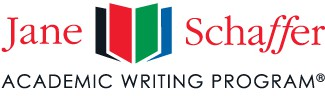 Jane Schaffer
ACADEMIC WRITING PROGRAM®